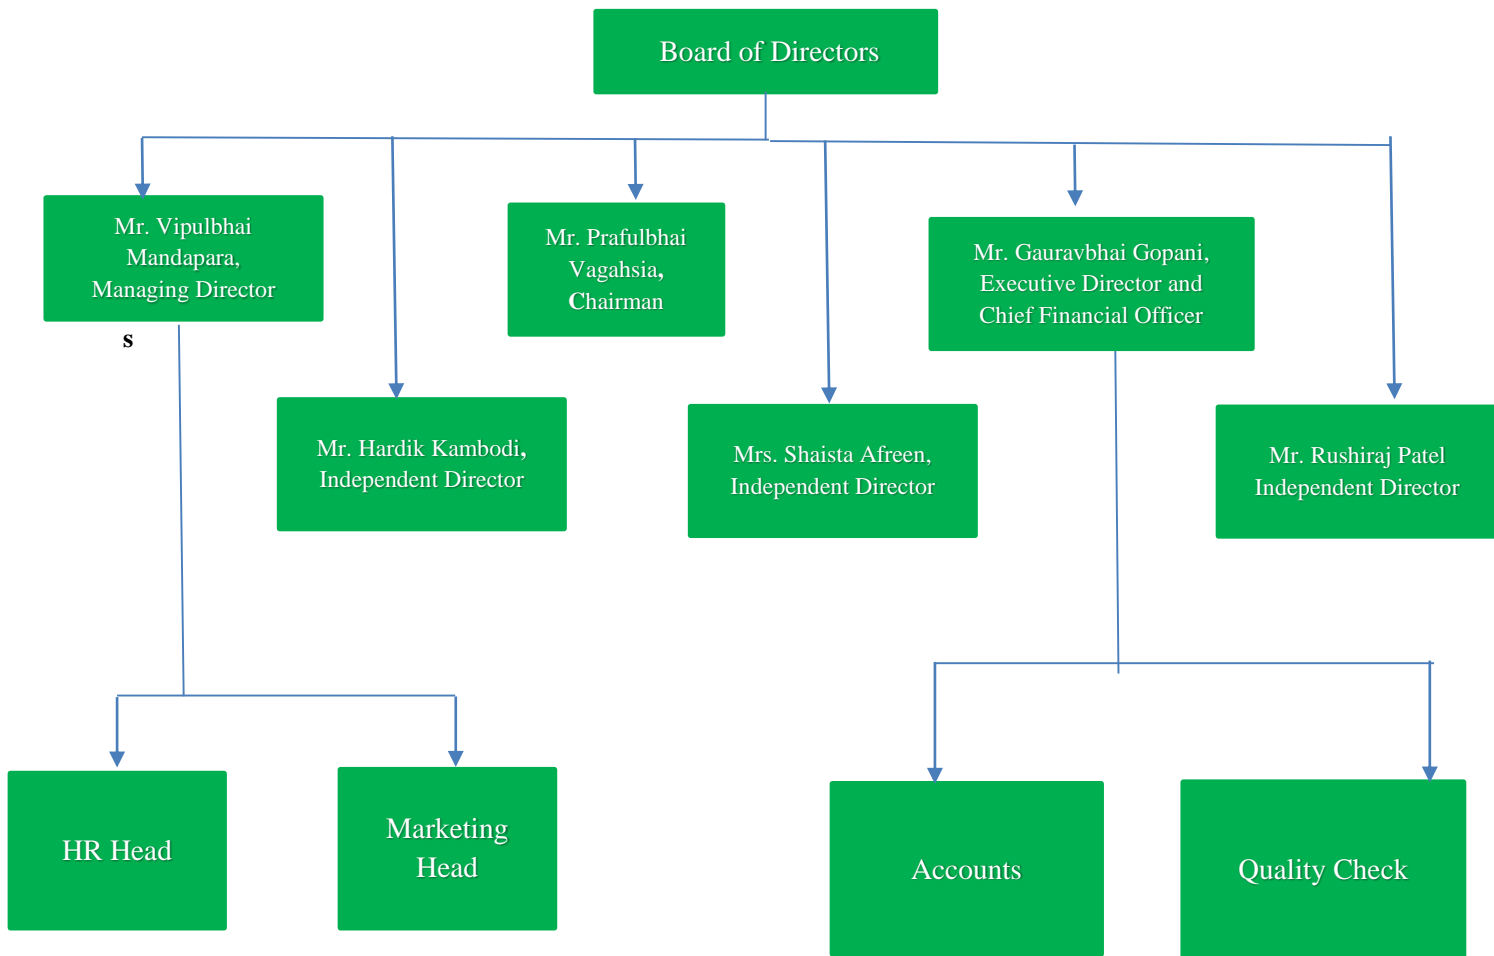 Board of Directors
Mr. Vipulbhai
Mandapara,
Managing Director
s
Mr. Prafulbhai
Vagahsia,
Chairman
Mr. Gauravbhai Gopani,
Executive Director and
Chief Financial Officer
Mr. Hardik Kambodi,
Independent Director
Mrs. Shaista Afreen,
Independent Director
Mr. Rushiraj Patel
Independent Director
HR Head
Marketing
Head
Accounts
Quality Check